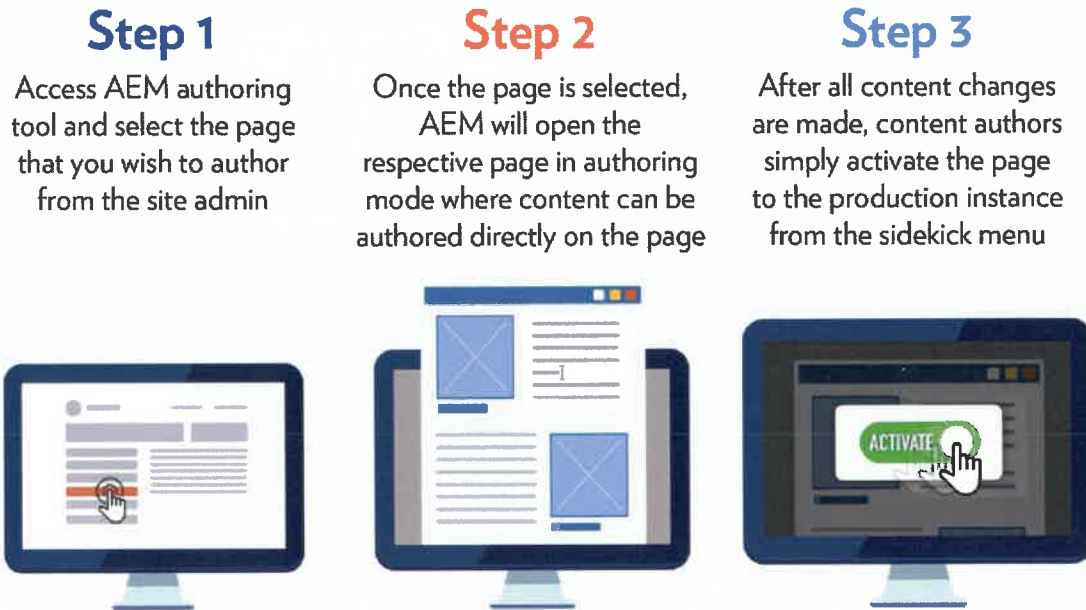 Step 1
Access AEM authoring
tool and select the page
that you wish to author
from the site admin
Step 2
Once the page is selected,
AEM will open the
respective page in authoring
mode where content can be
authored directly on the page
Step 3
After all content changes
are made, content authors
simply activate the page
to the production instance
from the sidekick menu
ACTIVATE